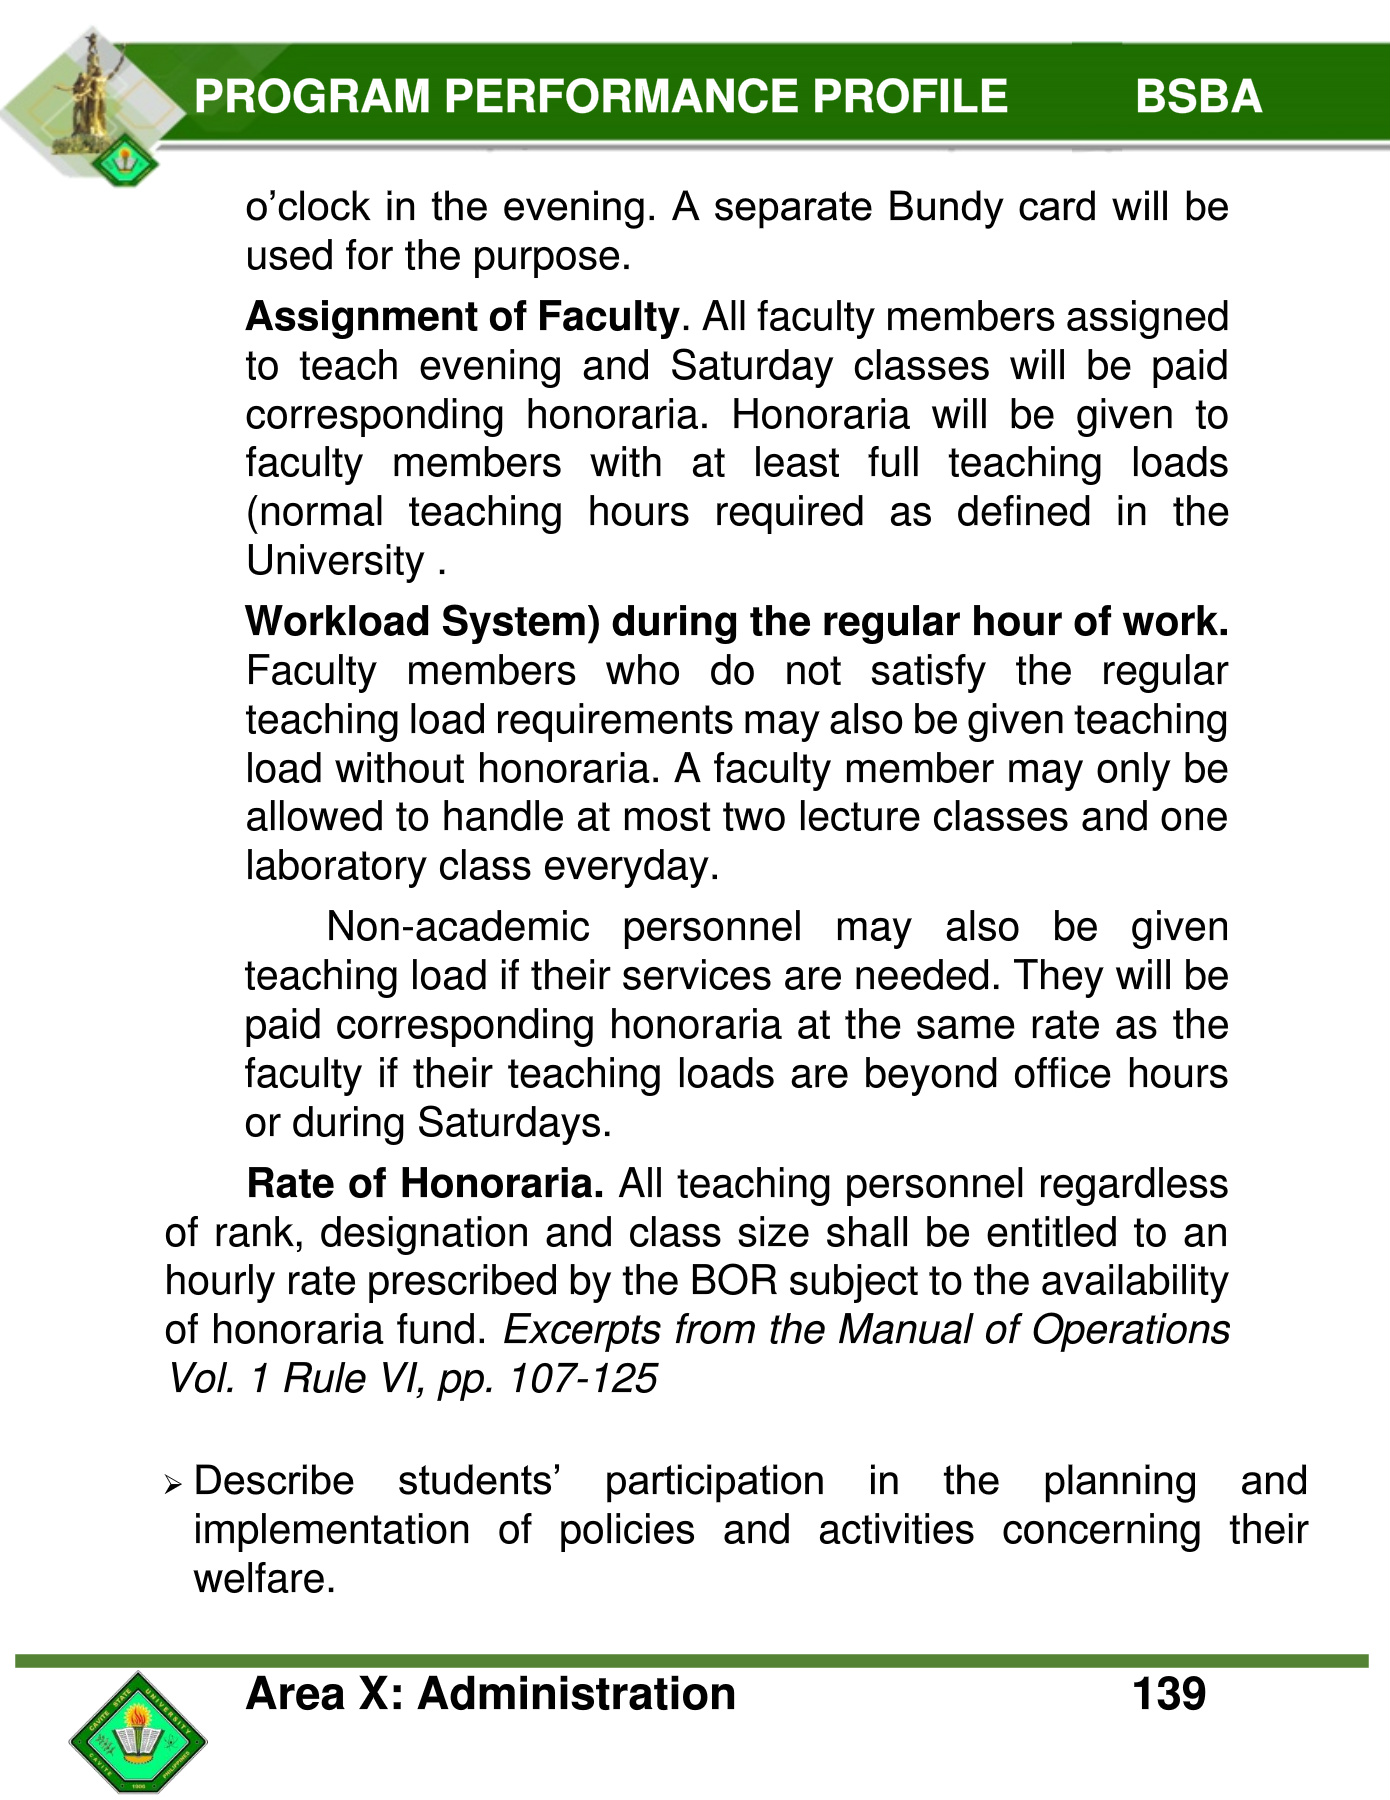 PROGRAM PERFORMANCE PROFILE BSBA
o’clock in the evening. A separate Bundy card will be
used for the purpose.
Assignment of Faculty. All faculty members assigned
to teach evening and Saturday classes will be paid
corresponding honoraria. Honoraria will be given to
faculty members with at least full teaching loads
(normal teaching hours required as defined in the
University .
Workload System) during the regular hour of work.
Faculty members who do not satisfy the regular
teaching load requirements may also be given teaching
load without honoraria. A faculty member may only be
allowed to handle at most two lecture classes and one
laboratory class everyday.
Non-academic personnel may also be given
teaching load if their services are needed. They will be
paid corresponding honoraria at the same rate as the
faculty if their teaching loads are beyond office hours
or during Saturdays.
Rate of Honoraria. All teaching personnel regardless
of rank, designation and class size shall be entitled to an
hourly rate prescribed by the BOR subject to the availability
of honoraria fund. Excerpts from the Manual of Operations
Vol. 1 Rule VI, pp. 107-125
➢ Describe students’ participation in the planning and
implementation of policies and activities concerning their
welfare.
Area X: Administration 139
CAVITE STATE UNIVERSITY
CAVITE PHILIPPINES
1906